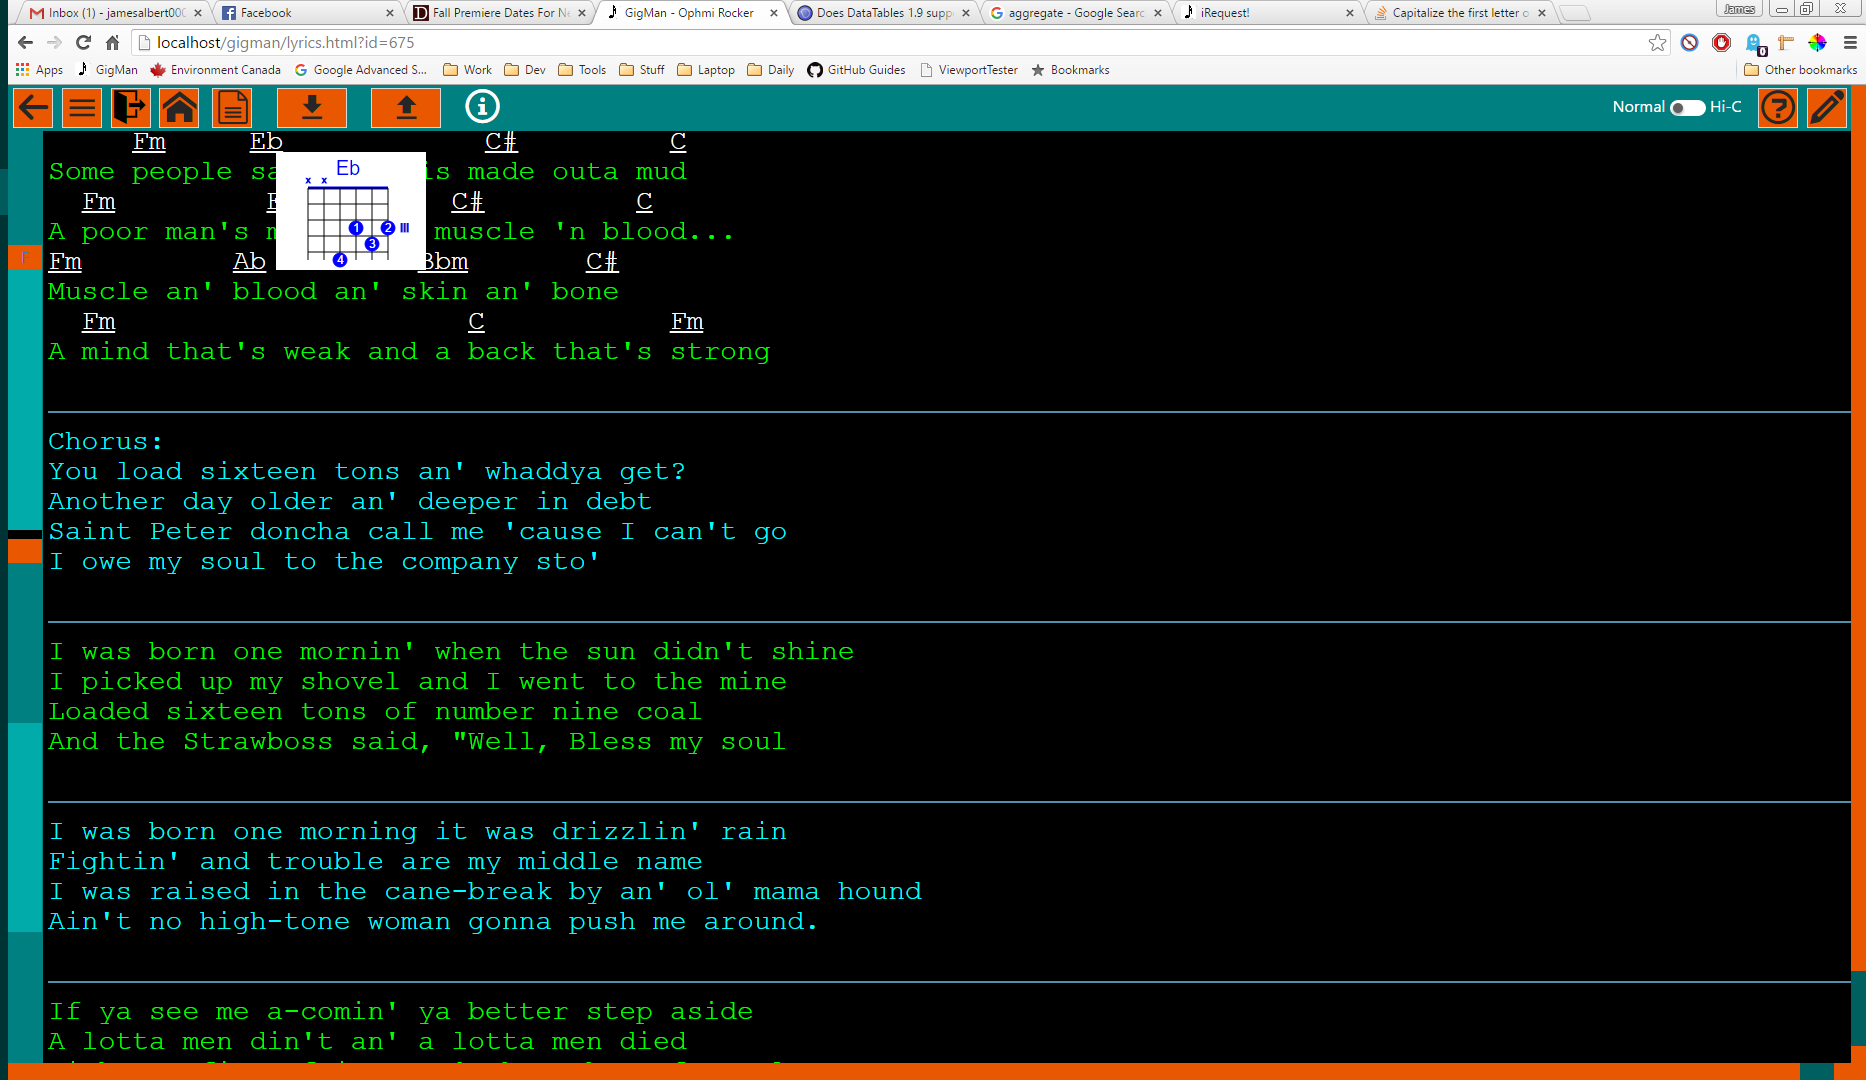 Inbox (1) - jamesalbert000
Facebook
Fall Premiere Dates For Ne
GigMan - Ophmi Rocker
Does DataTables 1.9 supp
aggregate - Google Searc
iRequest!
Capitalize the first letter o
James
localhost/gigman/lyrics.html?id=675
0
Apps
GigMan
Environment Canada
Google Advanced S...
Work
Dev
Tools
Stuff
Laptop
Daily
GitHub Guides
ViewportTester
Bookmarks
Other bookmarks
Normal
Hi-C
Fm Eb C# C
Some people sa is made outa mud
Fm C# C
A poor man's m muscle 'n blood...
Fm Ab Bbm C#
Muscle an' blood an' skin an' bone
Fm C Fm
A mind that's weak and a back that's strong
Eb
x x
1 2 III
3
4
F
Chorus:
You load sixteen tons an' whaddya get?
Another day older an' deeper in debt
Saint Peter doncha call me 'cause I can't go
I owe my soul to the company sto'
I was born one mornin' when the sun didn't shine
I picked up my shovel and I went to the mine
Loaded sixteen tons of number nine coal
And the Strawboss said, "Well, Bless my soul
I was born one morning it was drizzlin' rain
Fightin' and trouble are my middle name
I was raised in the cane-break by an' ol' mama hound
Ain't no high-tone woman gonna push me around.
If ya see me a-comin' ya better step aside
A lotta men din't an' a lotta men died